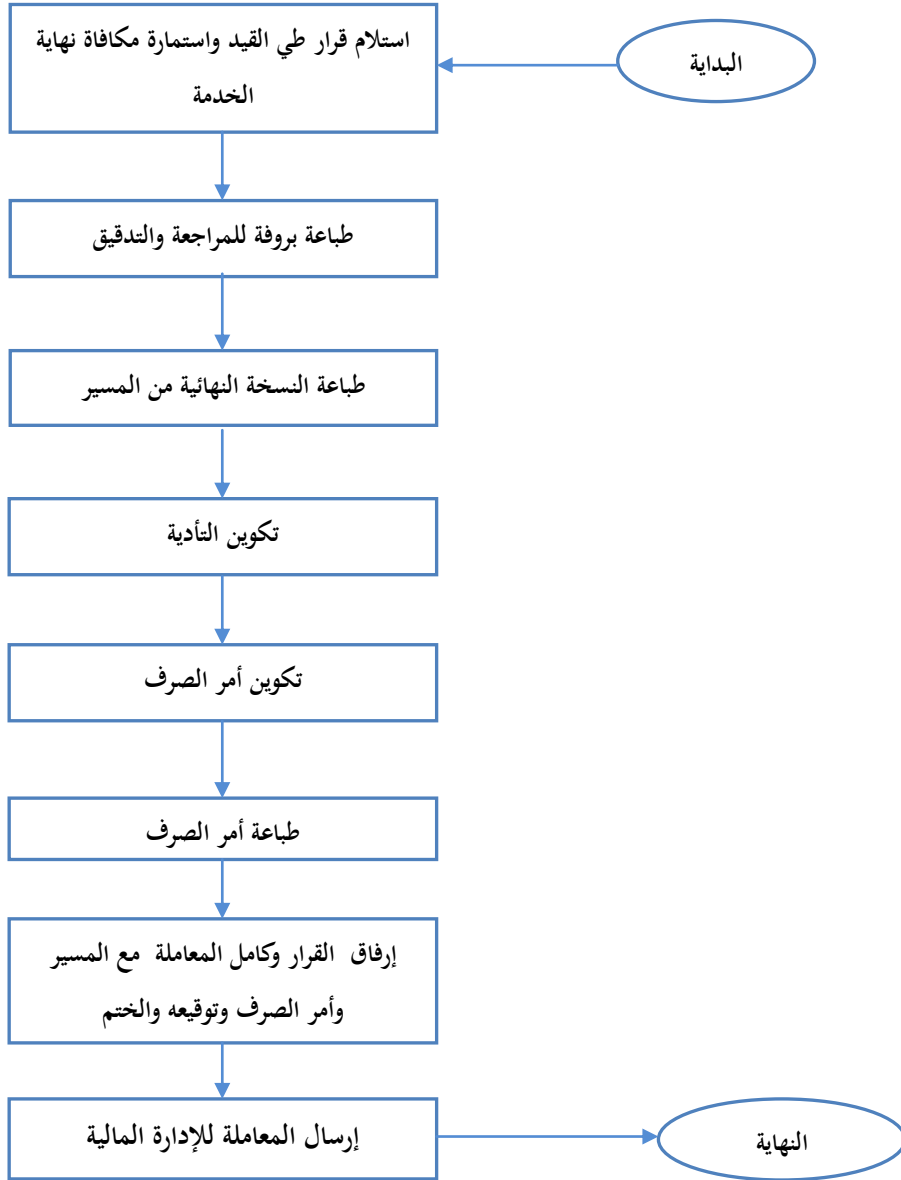 البداية
استلام قرار طي القيد واستمارة مكافاة نهاية
الخدمة
طباعة بروفة للمراجعة والتدقيق
طباعة النسخة النهائية من المسير
تكوين التأدية
تكوين أمر الصرف
طباعة أمر الصرف
إرفاق القرار وكامل المعاملة مع المسير
وأمر الصرف وتوقيعه والختم
إرسال المعاملة للإدارة المالية
النهاية